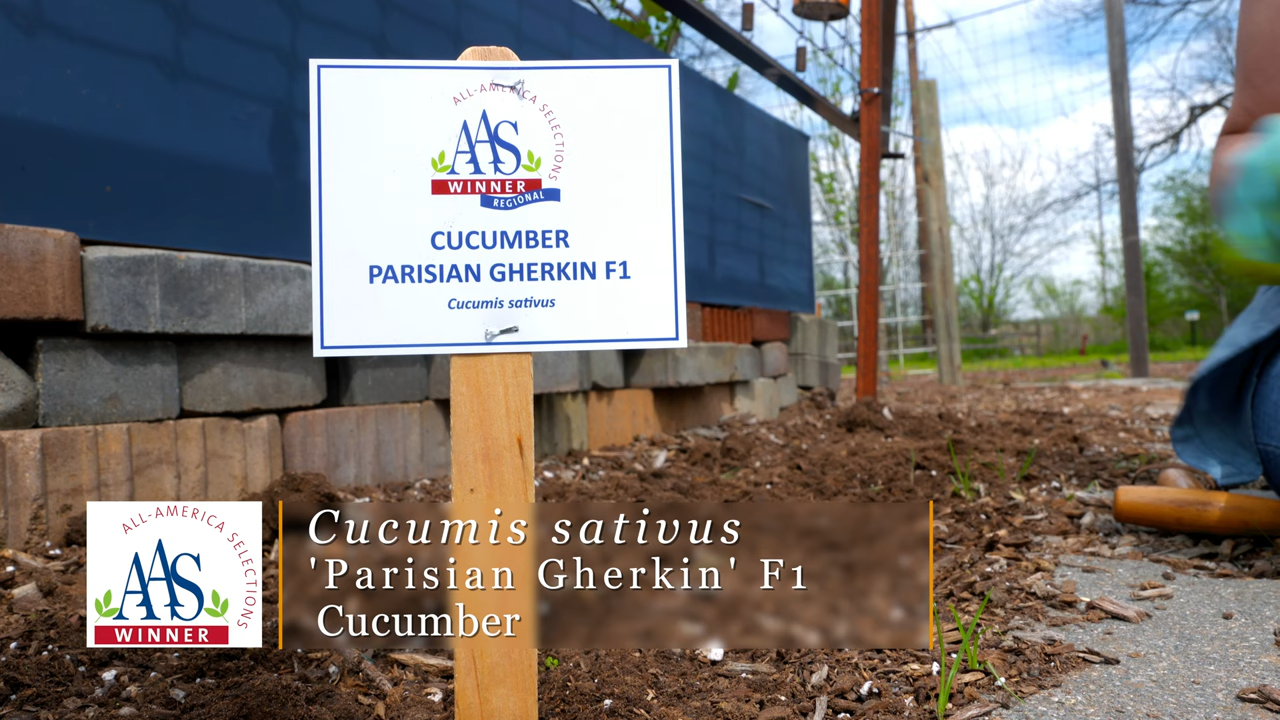 ALL-AMERICA SELECTIONS
AAS
WINNER
REGIONAL
CUCUMBER
PARISIAN GHERKIN F1
Cucumis sativus
ALL-AMERICA SELECTIONS
AAS
WINNER
Cucumis sativus
'Parisian Gherkin' F1
Cucumber